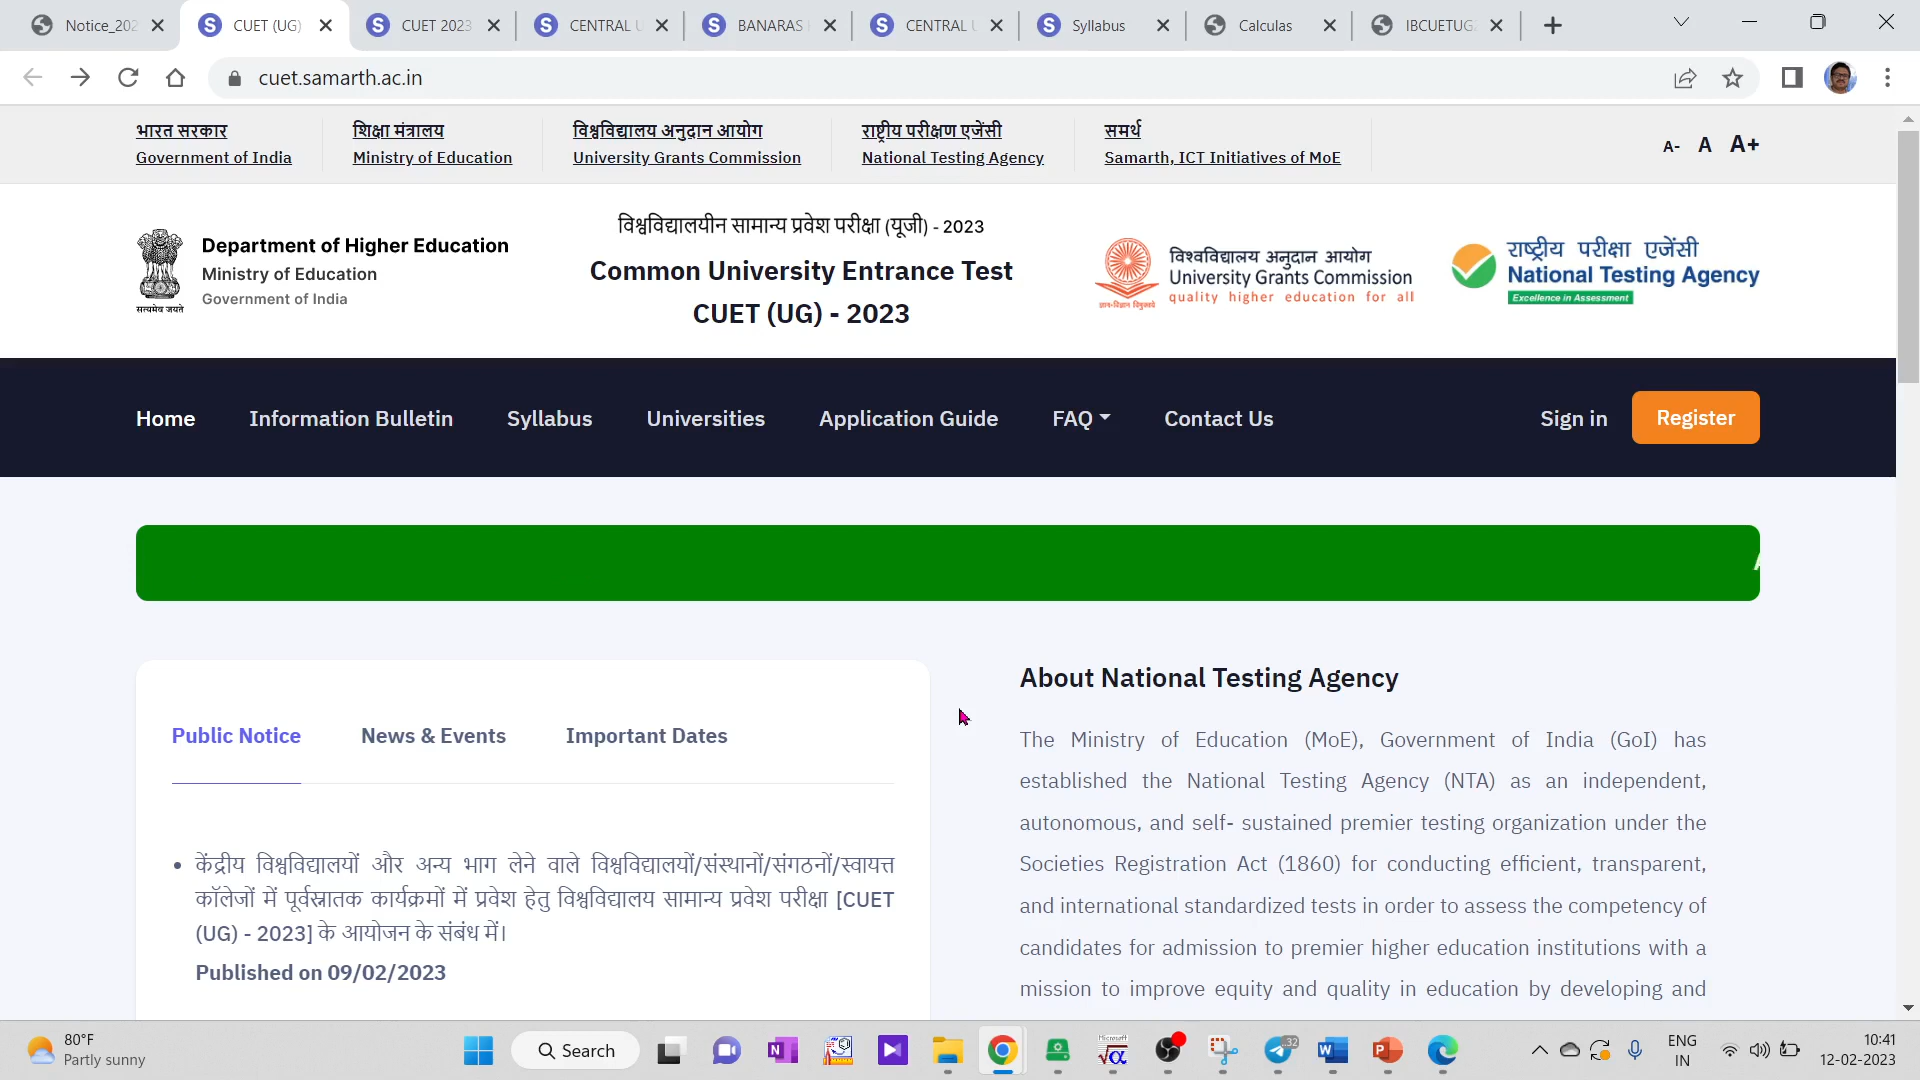 Notice_202
CUET (UG)
CUET 2023
CENTRAL U
BANARAS
CENTRAL U
Syllabus
Calculas
IBCUETUG
cuet.samarth.ac.in
भारत सरकार
Government of India
शिक्षा मंत्रालय
Ministry of Education
विश्वविद्यालय अनुदान आयोग
University Grants Commission
राष्ट्रीय परीक्षण एजेंसी
National Testing Agency
समर्थ
Samarth, ICT Initiatives of MoE
A- A A+
सत्यमेव जयते
Department of Higher Education
Ministry of Education
Government of India
विश्वविद्यालयीन सामान्य प्रवेश परीक्षा (यूजी) - 2023
Common University Entrance Test
CUET (UG) - 2023
ज्ञान-विज्ञान विमुक्तये
विश्वविद्यालय अनुदान आयोग
University Grants Commission
quality higher education for all
राष्ट्रीय परीक्षा एजेंसी
National Testing Agency
Excellence in Assessment
Home Information Bulletin Syllabus Universities Application Guide FAQ Contact Us Sign in Register
Public Notice News & Events Important Dates
केंद्रीय विश्वविद्यालयों और अन्य भाग लेने वाले विश्वविद्यालयों/संस्थानों/संगठनों/स्वायत्त
कॉलेजों में पूर्वस्नातक कार्यक्रमों में प्रवेश हेतु विश्वविद्यालय सामान्य प्रवेश परीक्षा [CUET
(UG) - 2023] के आयोजन के संबंध में।
Published on 09/02/2023
About National Testing Agency
The Ministry of Education (MoE), Government of India (GoI) has
established the National Testing Agency (NTA) as an independent,
autonomous, and self- sustained premier testing organization under the
Societies Registration Act (1860) for conducting efficient, transparent,
and international standardized tests in order to assess the competency of
candidates for admission to premier higher education institutions with a
mission to improve equity and quality in education by developing and
80°F
Partly sunny
Search
32
ENG
IN
10:41
12-02-2023